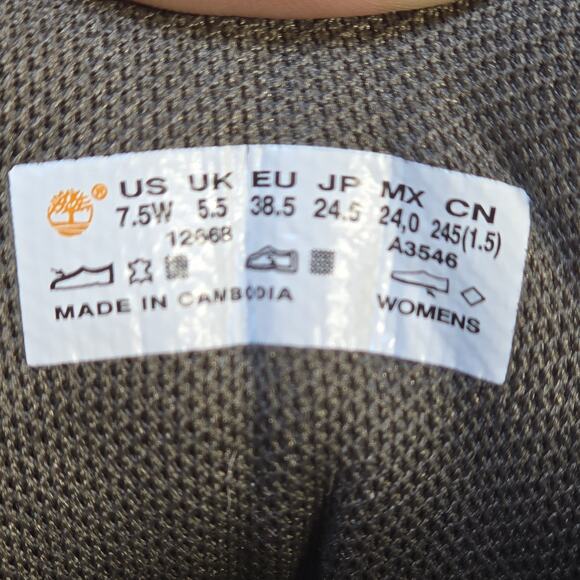 ® US UK EU JP MX CN
7.5W 5.5 38.5 24.5 24,0 245(1.5)
A3546
MADE IN CAMBODIA WOMENS